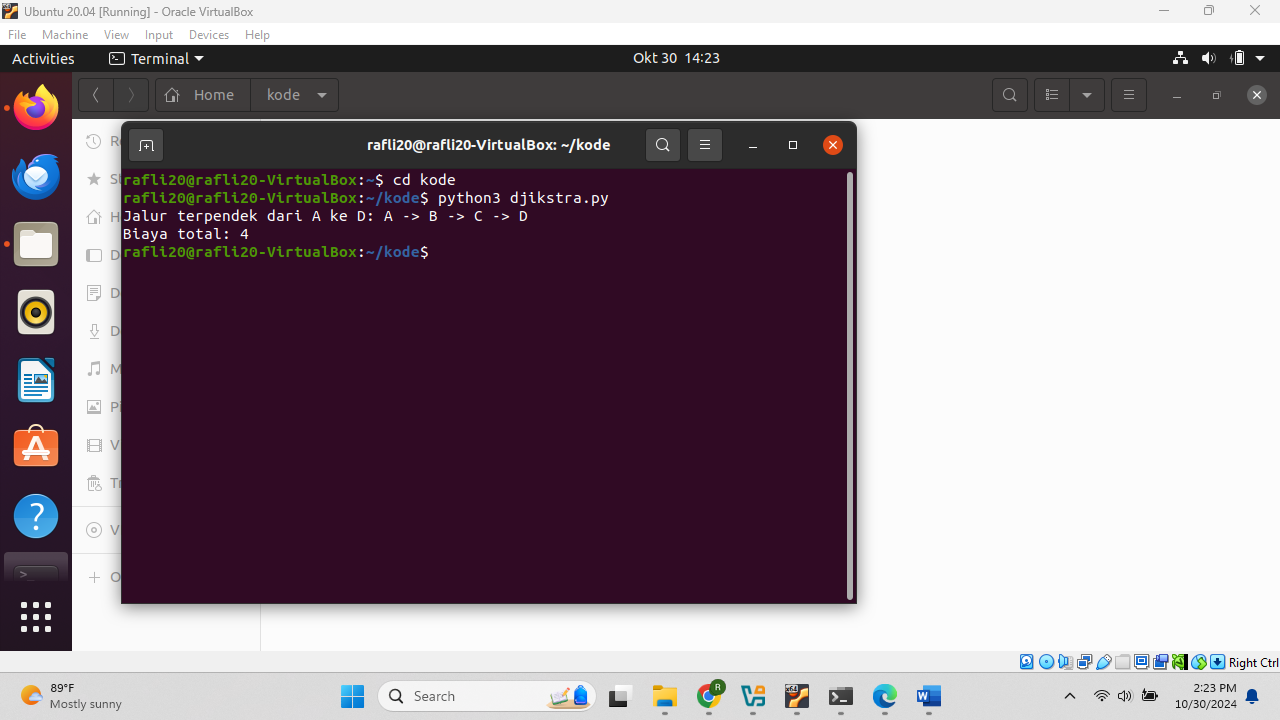 Ubuntu 20.04 [Running] - Oracle VirtualBox
File Machine View Input Devices Help
Activities Terminal Okt 30 14:23
Home kode
rafli20@rafli20-VirtualBox: ~/kode
rafli20@rafli20-VirtualBox:~$ cd kode
rafli20@rafli20-VirtualBox:~/kode$ python3 djikstra.py
Jalur terpendek dari A ke D: A -> B -> C -> D
Biaya total: 4
rafli20@rafli20-VirtualBox:~/kode$
Right Ctrl
89°F
Mostly sunny
Search
R
x64
2:23 PM
10/30/2024